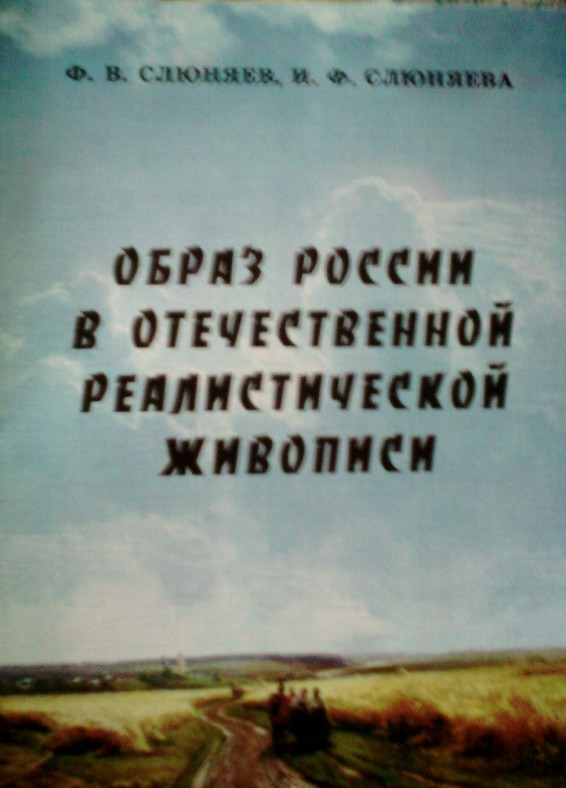 Ф. В. СЛЮНЯЕВ, И. Ф. СЛЮНЯЕВА
ОБРАЗ РОССИИ
В ОТЕЧЕСТВЕННОЙ
РЕАЛИСТИЧЕСКОЙ
ЖИВОПИСИ